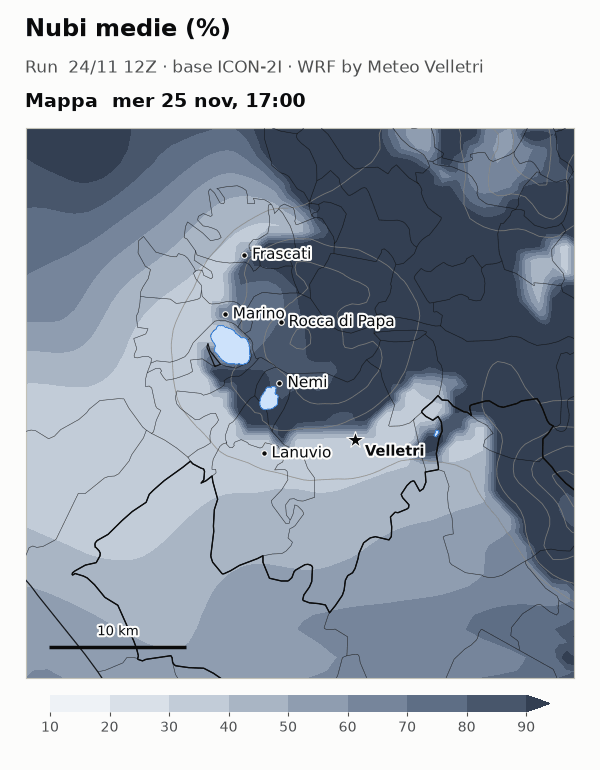 Nubi medie (%)
Run  24/11 12Z · base ICON-2I · WRF by Meteo Velletri
Mappa  mer 25 nov, 17:00
Frascati
Marino
Rocca di Papa
Nemi
Velletri
Lanuvio
10 km
10 20 30 40 50 60 70 80 90